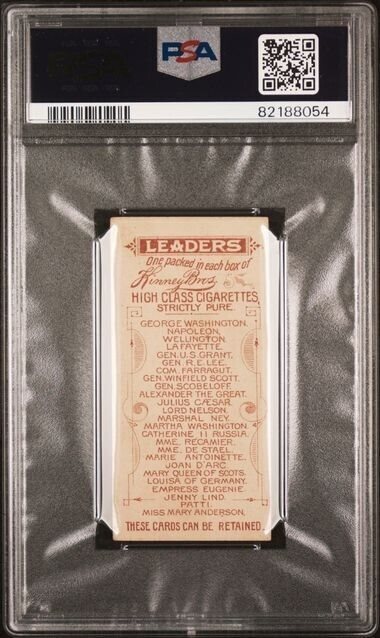 PSA
82188054
LEADERS
One packed in each box of
Kinney Bros
HIGH CLASS CIGARETTES,
STRICTLY PURE.
GEORGE WASHINGTON.
NAPOLEON.
WELLINGTON.
LAFAYETTE.
GEN. U.S. GRANT.
GEN. R.E. LEE.
COM. FARRAGUT.
GEN. WINFIELD SCOTT.
GEN. SCOBELOFF.
ALEXANDER THE GREAT.
JULIUS CÆSAR.
LORD NELSON.
MARSHAL NEY.
MARTHA WASHINGTON.
CATHERINE II RUSSIA.
MME. RECAMIER.
MME. DE STAEL.
MARIE ANTOINETTE.
JOAN D'ARC.
MARY QUEEN OF SCOTS.
LOUISA OF GERMANY.
EMPRESS EUGENIE.
JENNY LIND.
PATTI.
MISS MARY ANDERSON.
THESE CARDS CAN BE RETAINED.